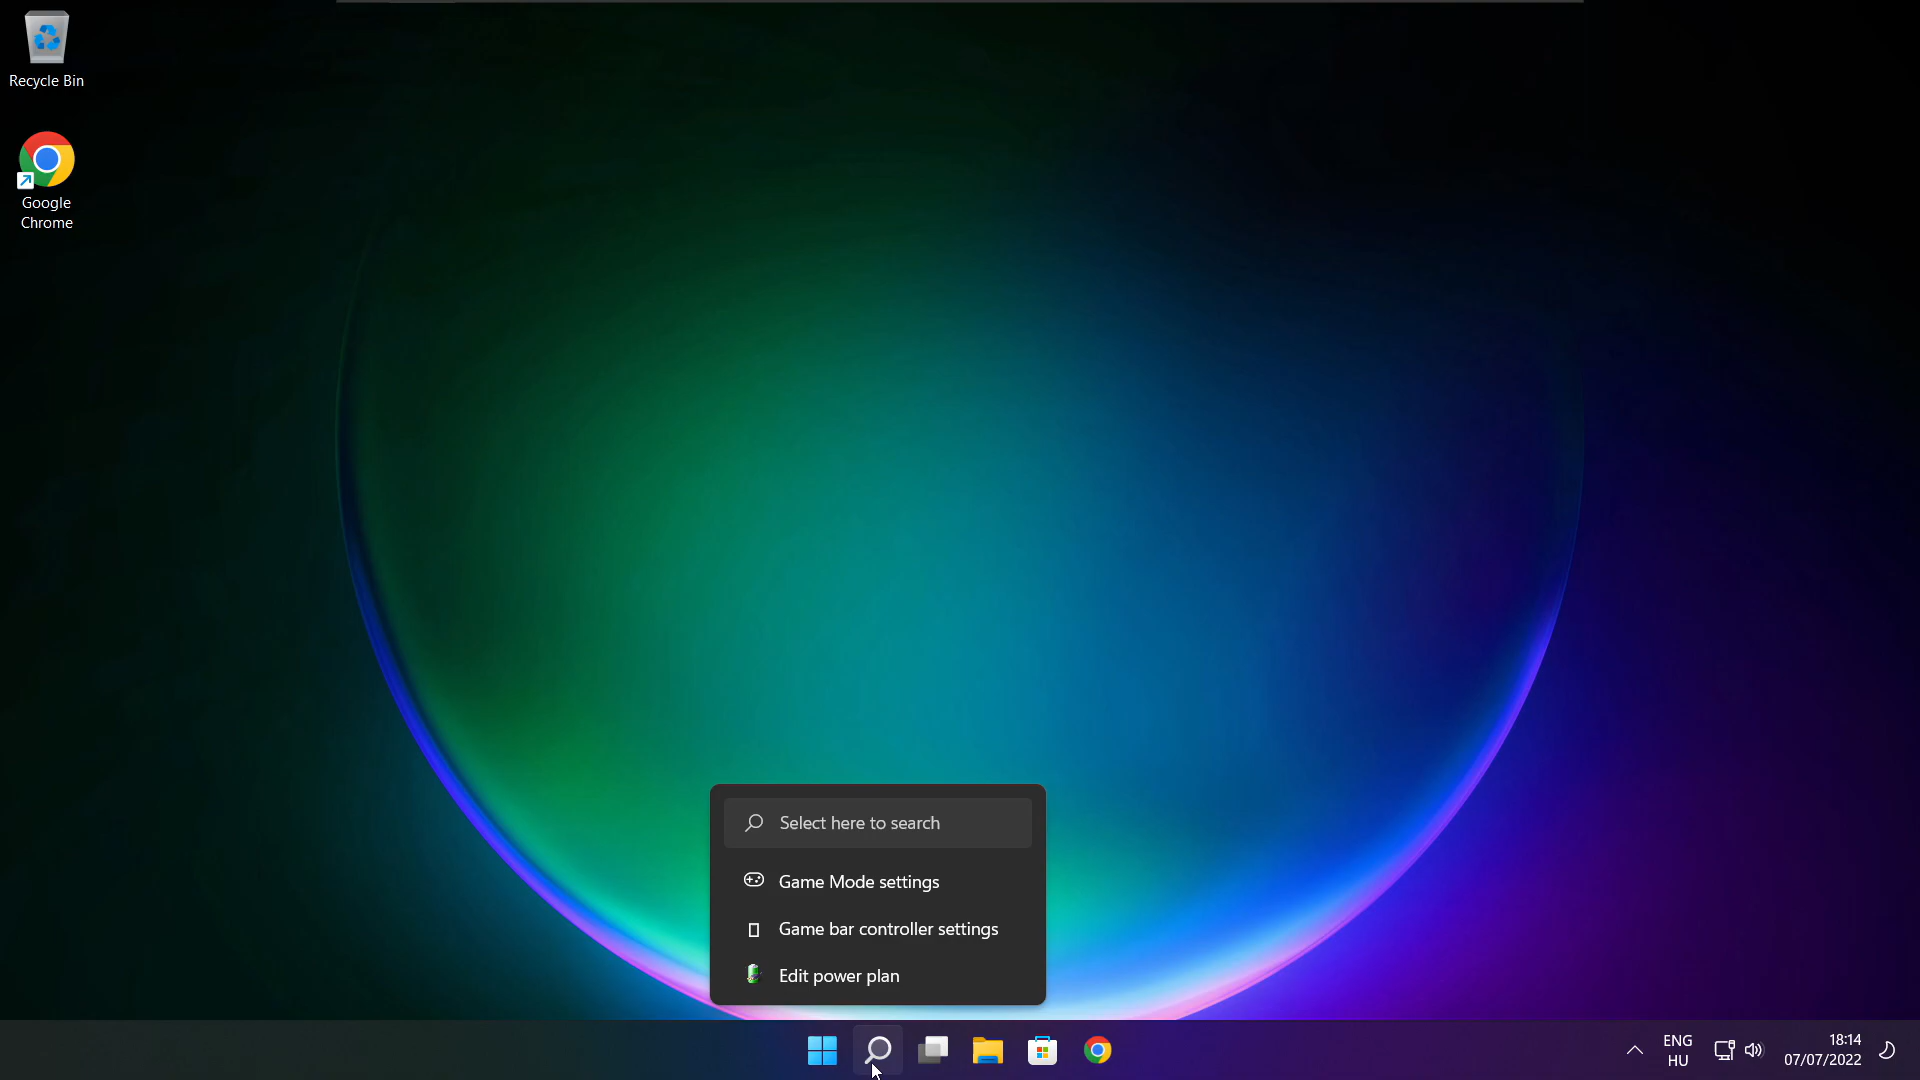 Recycle Bin
Google
Chrome
Select here to search
Game Mode settings
Game bar controller settings
Edit power plan
ENG
HU
18:14
07/07/2022